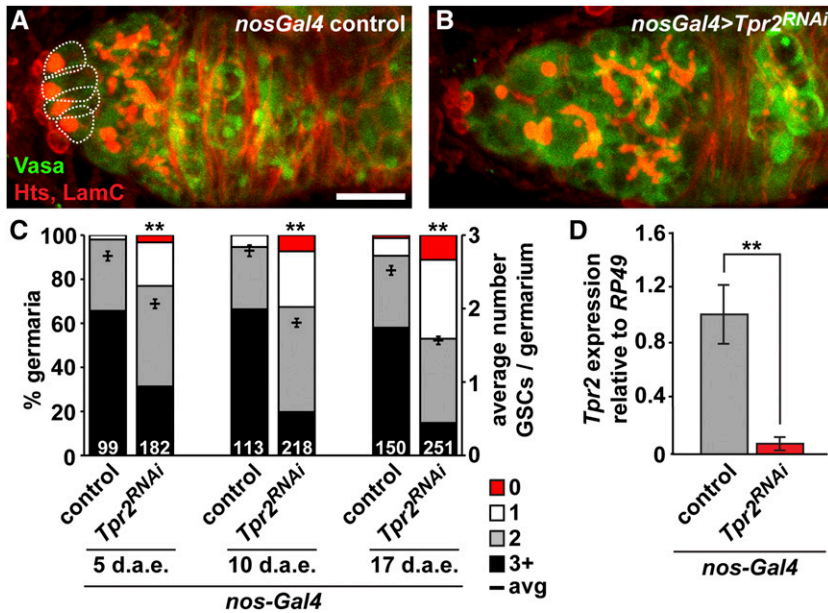 A
nosGal4 control
Vasa
Hts, LamC
B
nosGal4>Tpr2RNAi
C
100
80
60
40
20
0
% germaria
**
**
**
3
2
1
0
average number
GSCs / germarium
99
182
113
218
150
251
control
Tpr2RNAi
control
Tpr2RNAi
control
Tpr2RNAi
5 d.a.e.
10 d.a.e.
17 d.a.e.
nos-Gal4
0
1
2
3+
avg
D
1.6
1.2
0.8
0.4
0
Tpr2 expression
relative to RP49
**
control
Tpr2RNAi
nos-Gal4